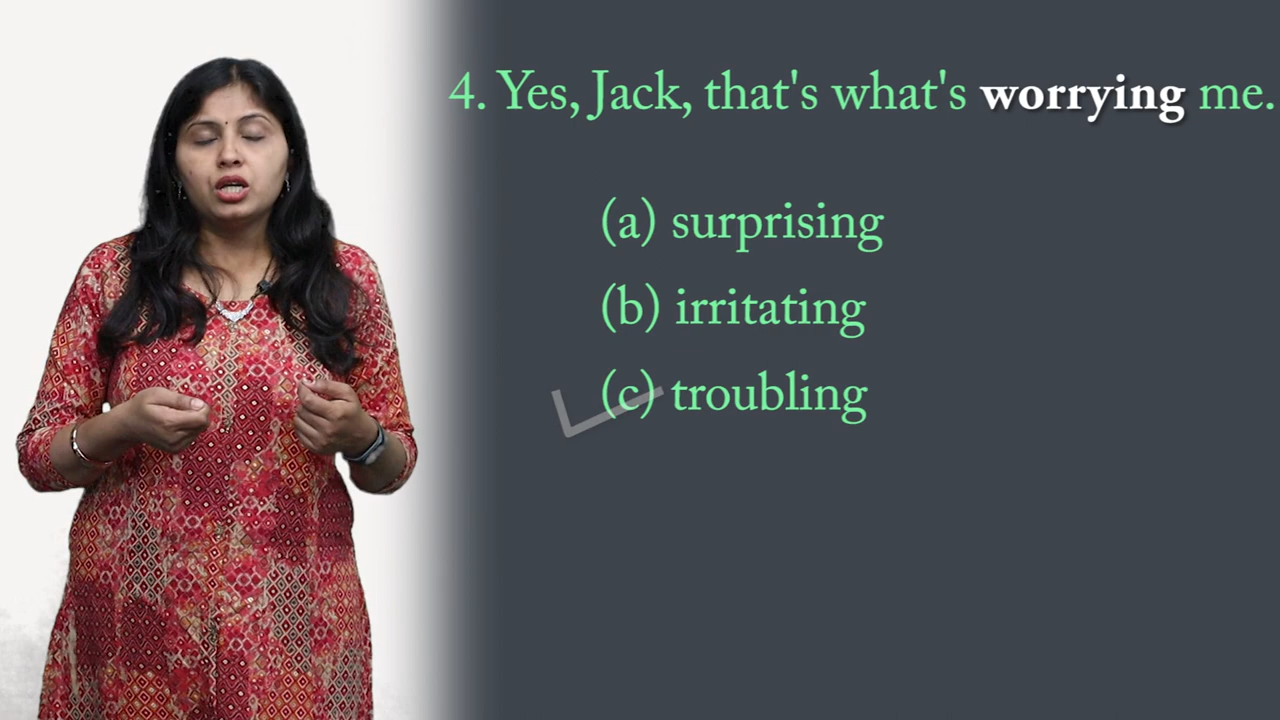 4. Yes, Jack, that's what's worrying me.
(a) surprising
(b) irritating
(c) troubling